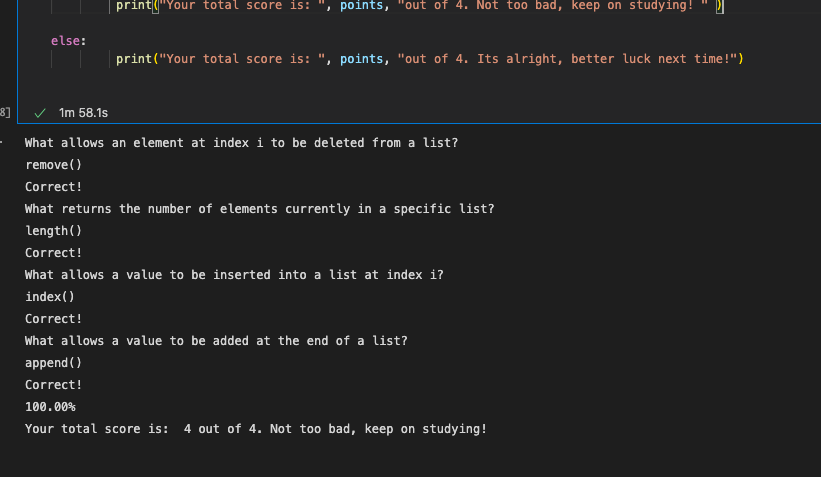 print("Your total score is: ", points, "out of 4. Not too bad, keep on studying! " )
else:
print("Your total score is: ", points, "out of 4. Its alright, better luck next time!")
8] ✓ 1m 58.1s
What allows an element at index i to be deleted from a list?
remove()
Correct!
What returns the number of elements currently in a specific list?
length()
Correct!
What allows a value to be inserted into a list at index i?
index()
Correct!
What allows a value to be added at the end of a list?
append()
Correct!
100.00%
Your total score is:  4 out of 4. Not too bad, keep on studying!